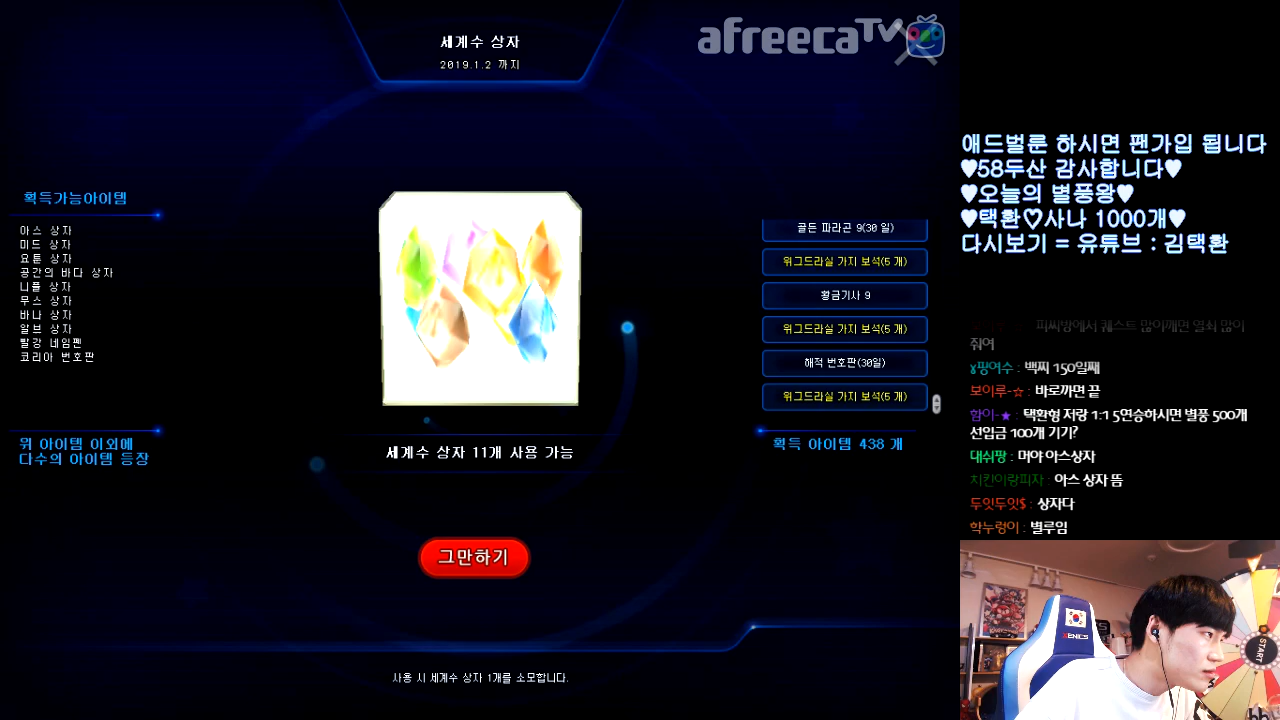 세계수 상자
2019.1.2 까지
afreecaTV
획득가능아이템
아스 상자
미드 상자
요툰 상자
공간의 바다 상자
니플 상자
무스 상자
바나 상자
알브 상자
빨강 네임펜
코리아 번호판
위 아이템 이외에
다수의 아이템 등장
세계수 상자 11개 사용 가능
그만하기
사용 시 세계수 상자 1개를 소모합니다.
골든 파라곤 9(30 일)
위그드라실 가지 보석(5 개)
황금기사 9
위그드라실 가지 보석(5 개)
해적 번호판(30일)
위그드라실 가지 보석(5 개)
획득 아이템 438 개
애드벌룬 하시면 팬가입 됩니다
♥58두산 감사합니다♥
♥오늘의 별풍왕♥
♥택환♡사나 1000개♥
다시보기 = 유튜브 : 김택환
피씨방에서 퀘스트 많이깨면 열쇠 많이
줘여
ɣ팡여수 : 백찌 150일째
보이루-☆ : 바로까면 끝
함이-★ : 택환형 저랑 1:1 5연승하시면 별풍 500개
선입금 100개 기기?
대쉬팡 : 머야 아스상자
치킨이랑피자 : 아스 상자 뜸
두잇두잇$ : 상자다
학누렁이 : 별루임
XENICS
START